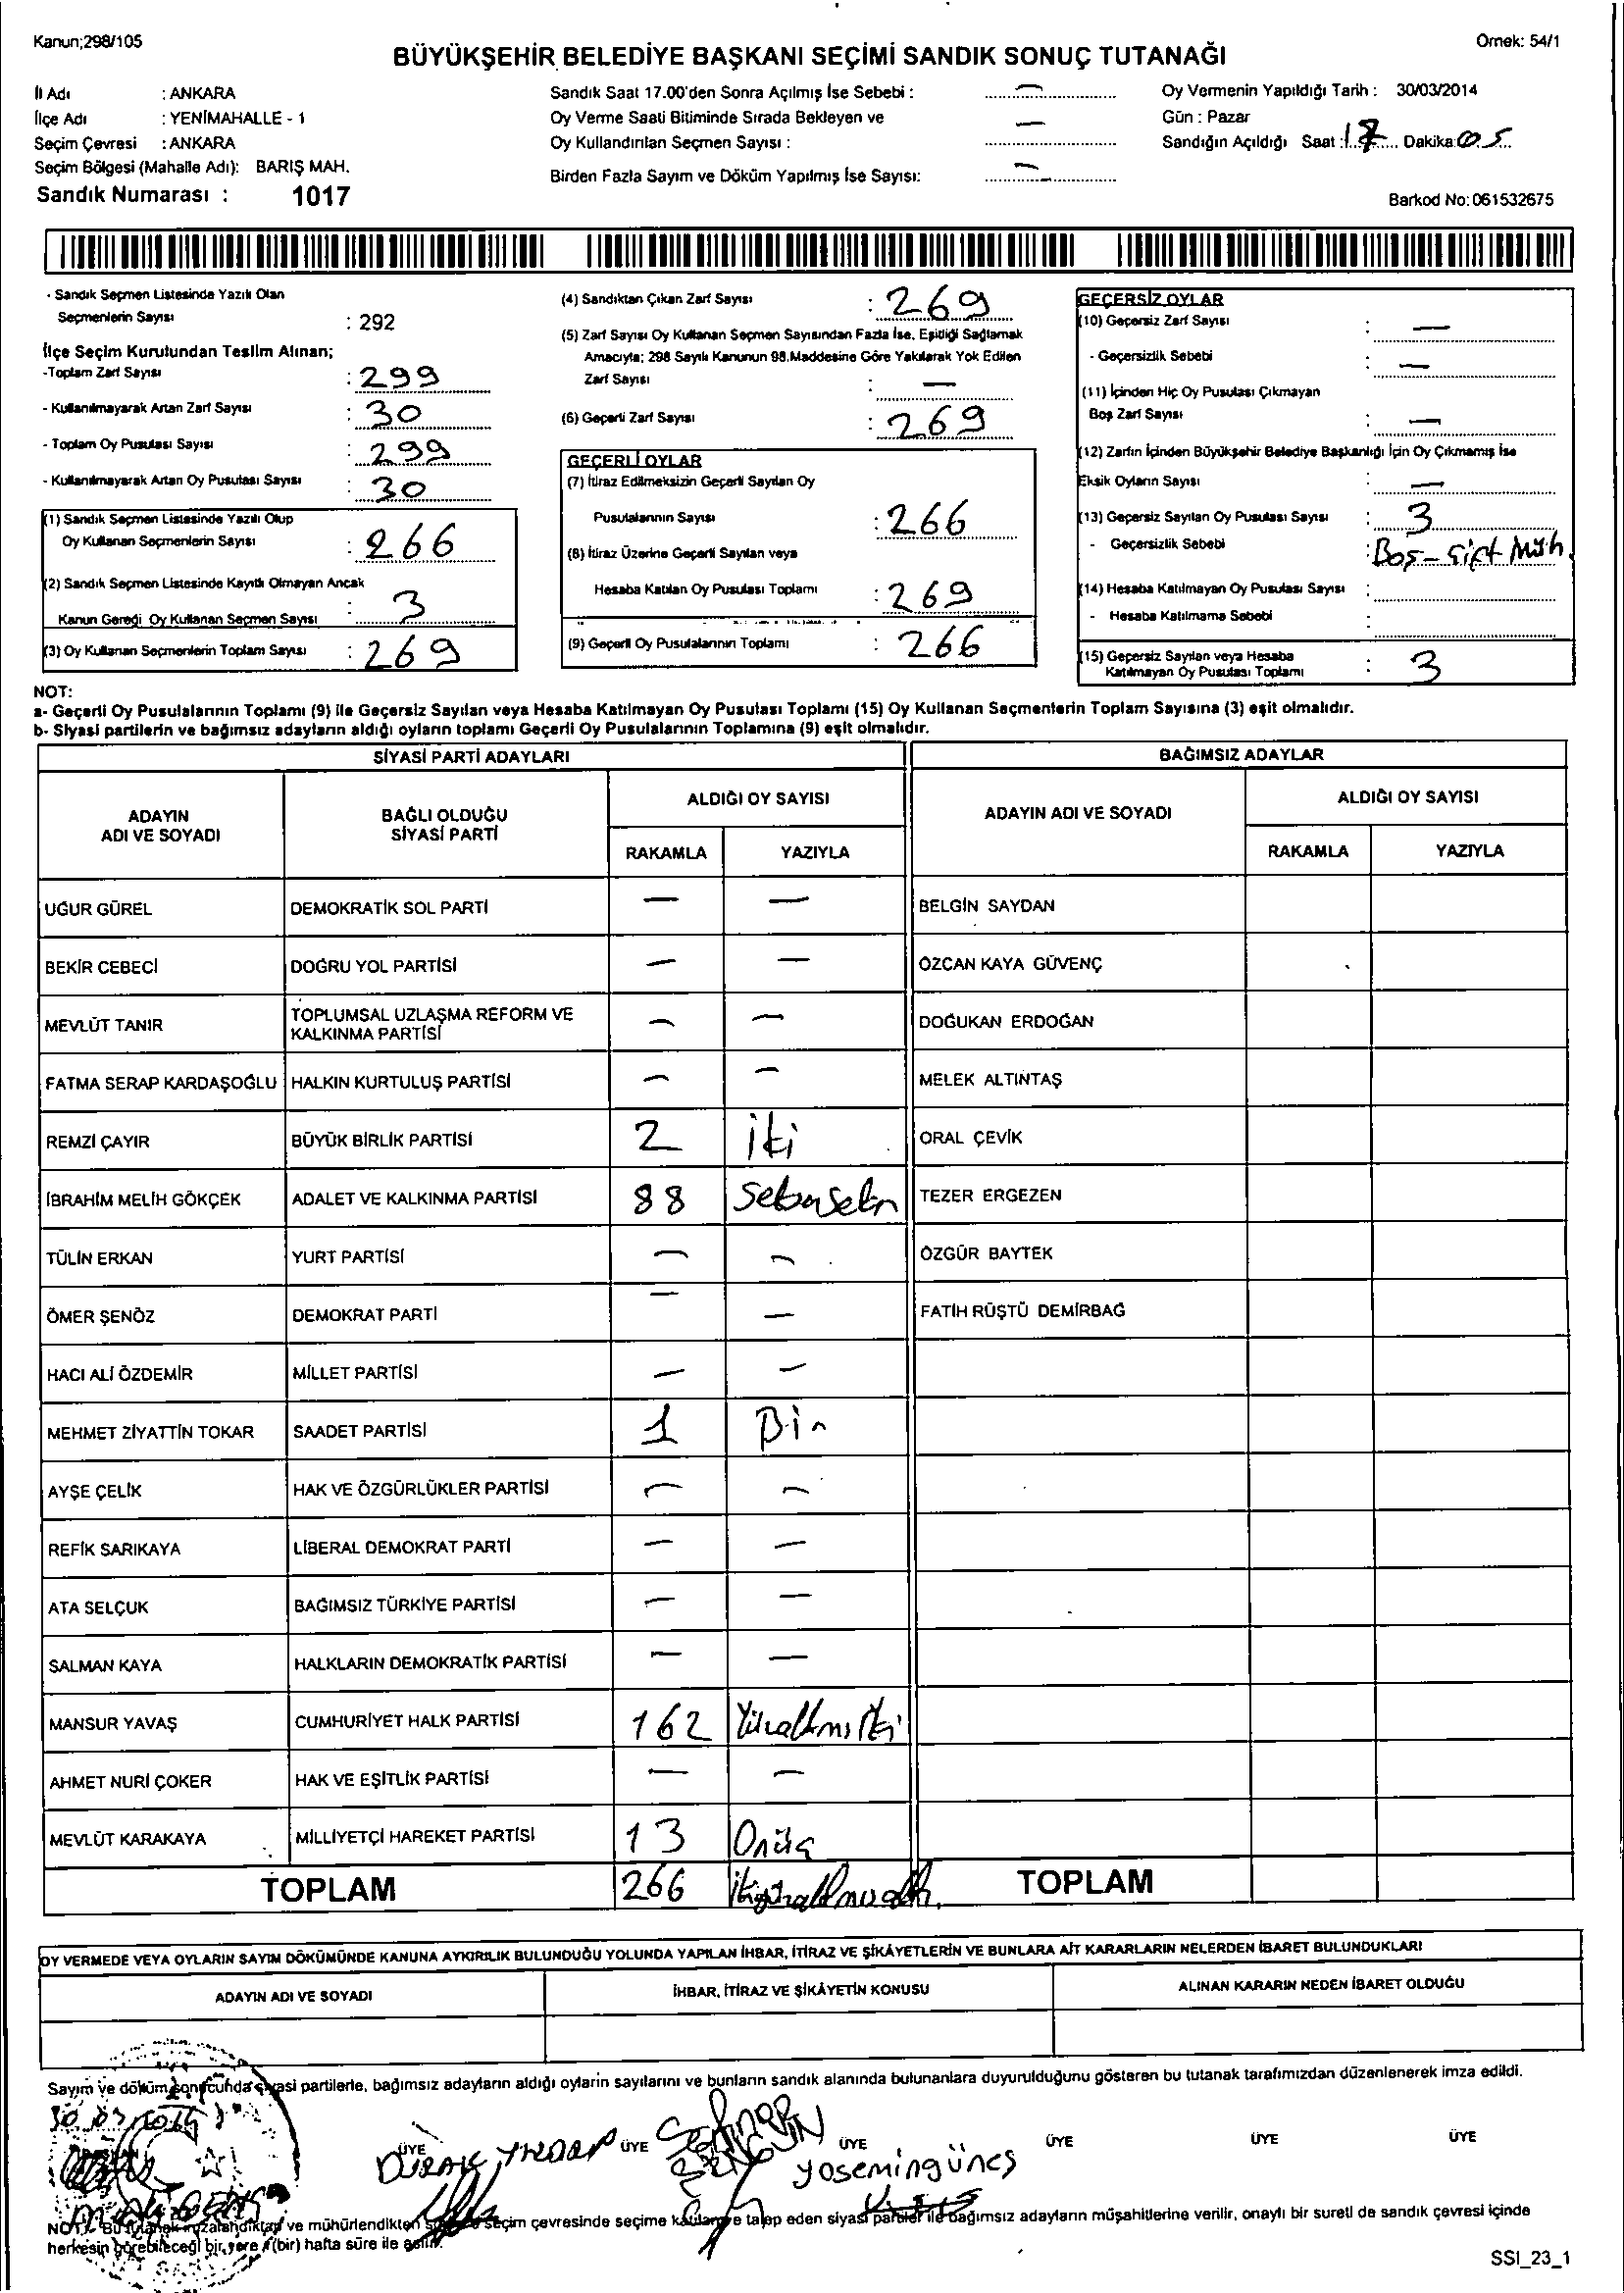 Kanun;298/105
Örnek: 54/1
BÜYÜKŞEHİR BELEDİYE BAŞKANI SEÇİMİ SANDIK SONUÇ TUTANAĞI
İl Adı : ANKARA
İlçe Adı : YENİMAHALLE - 1
Seçim Çevresi : ANKARA
Seçim Bölgesi (Mahalle Adı): BARIŞ MAH.
Sandık Numarası : 1017
Sandık Saat 17.00'den Sonra Açılmış İse Sebebi : —
Oy Verme Saati Bitiminde Sırada Bekleyen ve
Oy Kullandırılan Seçmen Sayısı : —
Birden Fazla Sayım ve Döküm Yapılmış İse Sayısı: —
Oy Vermenin Yapıldığı Tarih : 30/03/2014
Gün : Pazar
Sandığın Açıldığı Saat : 17 Dakika: 05
Barkod No: 061532675
- Sandık Seçmen Listesinde Yazılı Olan
Seçmenlerin Sayısı : 292
İlçe Seçim Kurulundan Teslim Alınan;
-Toplam Zarf Sayısı : 299
- Kullanılmayarak Artan Zarf Sayısı : 30
- Toplam Oy Pusulası Sayısı : 299
- Kullanılmayarak Artan Oy Pusulası Sayısı : 30
(1) Sandık Seçmen Listesinde Yazılı Olup
Oy Kullanan Seçmenlerin Sayısı : 266
(2) Sandık Seçmen Listesinde Kayıtlı Olmayan Ancak
Kanun Gereği Oy Kullanan Seçmen Sayısı : 3
(3) Oy Kullanan Seçmenlerin Toplam Sayısı : 269
(4) Sandıktan Çıkan Zarf Sayısı : 269
(5) Zarf Sayısı Oy Kullanan Seçmen Sayısından Fazla İse, Eşitliği Sağlamak
Amacıyla; 298 Sayılı Kanunun 98.Maddesine Göre Yakılarak Yok Edilen
Zarf Sayısı : —
(6) Geçerli Zarf Sayısı : 269
GEÇERLİ OYLAR
(7) İtiraz Edilmeksizin Geçerli Sayılan Oy
Pusulalarının Sayısı : 266
(8) İtiraz Üzerine Geçerli Sayılan veya
Hesaba Katılan Oy Pusulası Toplamı : 269
(9) Geçerli Oy Pusulalarının Toplamı : 266
GEÇERSİZ OYLAR
(10) Geçersiz Zarf Sayısı : —
- Geçersizlik Sebebi : —
(11) İçinden Hiç Oy Pusulası Çıkmayan
Boş Zarf Sayısı : —
(12) Zarfın İçinden Büyükşehir Belediye Başkanlığı İçin Oy Çıkmamış İse
Eksik Oyların Sayısı : —
(13) Geçersiz Sayılan Oy Pusulası Sayısı : 3
- Geçersizlik Sebebi : Boş - Çift Müh.
(14) Hesaba Katılmayan Oy Pusulası Sayısı :
- Hesaba Katılmama Sebebi :
(15) Geçersiz Sayılan veya Hesaba
Katılmayan Oy Pusulası Toplamı : 3
NOT:
a- Geçerli Oy Pusulalarının Toplamı (9) ile Geçersiz Sayılan veya Hesaba Katılmayan Oy Pusulası Toplamı (15) Oy Kullanan Seçmenlerin Toplam Sayısına (3) eşit olmalıdır.
b- Siyasi partilerin ve bağımsız adayların aldığı oyların toplamı Geçerli Oy Pusulalarının Toplamına (9) eşit olmalıdır.
SİYASİ PARTİ ADAYLARI BAĞIMSIZ ADAYLAR
ADAYIN ADI VE SOYADI BAĞLI OLDUĞU SİYASİ PARTİ ALDIĞI OY SAYISI ADAYIN ADI VE SOYADI ALDIĞI OY SAYISI
RAKAMLA YAZIYLA RAKAMLA YAZIYLA
UĞUR GÜREL DEMOKRATİK SOL PARTİ — — BELGİN SAYDAN
BEKİR CEBECİ DOĞRU YOL PARTİSİ — — ÖZCAN KAYA GÜVENÇ
MEVLÜT TANIR TOPLUMSAL UZLAŞMA REFORM VE KALKINMA PARTİSİ — — DOĞUKAN ERDOĞAN
FATMA SERAP KARDAŞOĞLU HALKIN KURTULUŞ PARTİSİ — — MELEK ALTINTAŞ
REMZİ ÇAYIR BÜYÜK BİRLİK PARTİSİ 2 iki ORAL ÇEVİK
İBRAHİM MELİH GÖKÇEK ADALET VE KALKINMA PARTİSİ 88 seksensekiz TEZER ERGEZEN
TÜLİN ERKAN YURT PARTİSİ — — ÖZGÜR BAYTEK
ÖMER ŞENÖZ DEMOKRAT PARTİ — — FATİH RÜŞTÜ DEMİRBAĞ
HACI ALİ ÖZDEMİR MİLLET PARTİSİ — —
MEHMET ZİYATTİN TOKAR SAADET PARTİSİ 1 Bir
AYŞE ÇELİK HAK VE ÖZGÜRLÜKLER PARTİSİ — —
REFİK SARIKAYA LİBERAL DEMOKRAT PARTİ — —
ATA SELÇUK BAĞIMSIZ TÜRKİYE PARTİSİ — —
SALMAN KAYA HALKLARIN DEMOKRATİK PARTİSİ — —
MANSUR YAVAŞ CUMHURİYET HALK PARTİSİ 162 Yüzaltmışiki
AHMET NURİ ÇOKER HAK VE EŞİTLİK PARTİSİ — —
MEVLÜT KARAKAYA MİLLİYETÇİ HAREKET PARTİSİ 13 Onüç
TOPLAM 266 ikiyüzaltmışaltı. TOPLAM
OY VERMEDE VEYA OYLARIN SAYIM DÖKÜMÜNDE KANUNA AYKIRILIK BULUNDUĞU YOLUNDA YAPILAN İHBAR, İTİRAZ VE ŞİKÂYETLERİN VE BUNLARA AİT KARARLARIN NELERDEN İBARET BULUNDUKLARI
ADAYIN ADI VE SOYADI İHBAR, İTİRAZ VE ŞİKÂYETİN KONUSU ALINAN KARARIN NEDEN İBARET OLDUĞU
Sayım ve döküm sonucunda siyasi partilerle, bağımsız adayların aldığı oyların sayılarını ve bunların sandık alanında bulunanlara duyurulduğunu gösteren bu tutanak tarafımızdan düzenlenerek imza edildi.
30.03.2014
BAŞKAN ÜYE ÜYE ÜYE ÜYE ÜYE ÜYE
yasemin güneş
NOT: Bu tutanak imzalandıktan ve mühürlendikten seçim çevresinde seçime katılan ve talep eden siyasi partiler ile bağımsız adayların müşahitlerine verilir, onaylı bir sureti de sandık çevresi içinde
herkesin görebileceği bir yere 1(bir) hafta süre ile asılır.
SSI_23_1